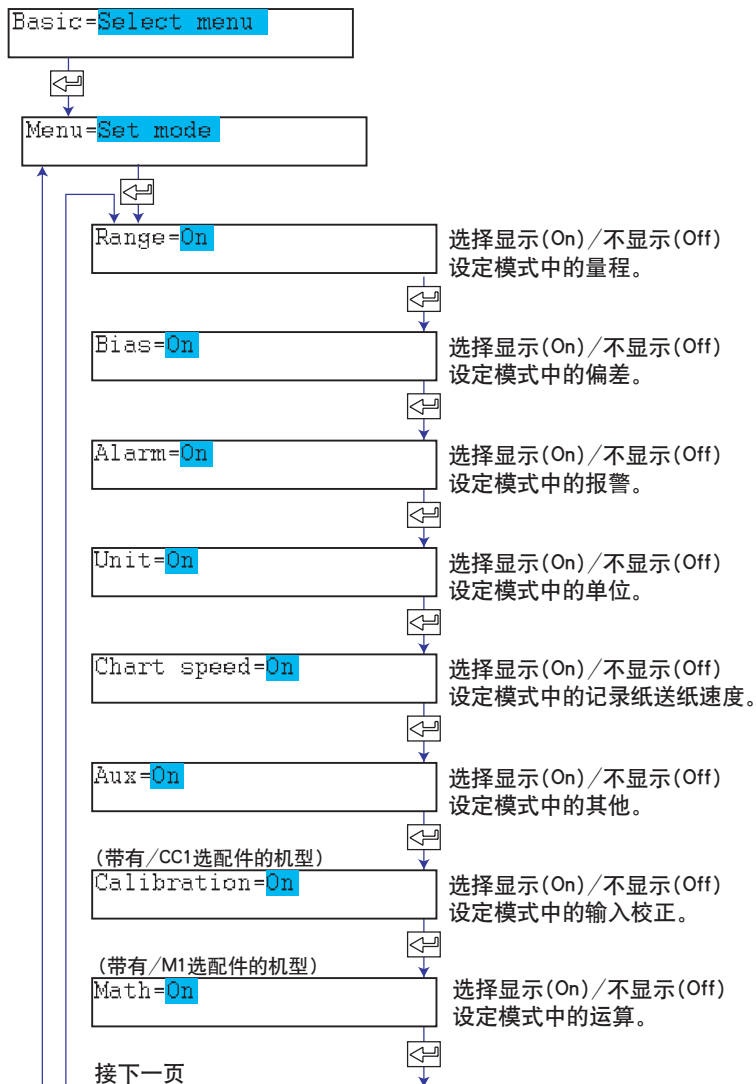 Basic=Select menu
Menu=Set mode
Range=On
选择显示(On)/不显示(Off)
设定模式中的量程。
Bias=On
选择显示(On)/不显示(Off)
设定模式中的偏差。
Alarm=On
选择显示(On)/不显示(Off)
设定模式中的报警。
Unit=On
选择显示(On)/不显示(Off)
设定模式中的单位。
Chart speed=On
选择显示(On)/不显示(Off)
设定模式中的记录纸送纸速度。
Aux=On
选择显示(On)/不显示(Off)
设定模式中的其他。
(带有/CC1选配件的机型)
Calibration=On
选择显示(On)/不显示(Off)
设定模式中的输入校正。
(带有/M1选配件的机型)
Math=On
选择显示(On)/不显示(Off)
设定模式中的运算。
接下一页